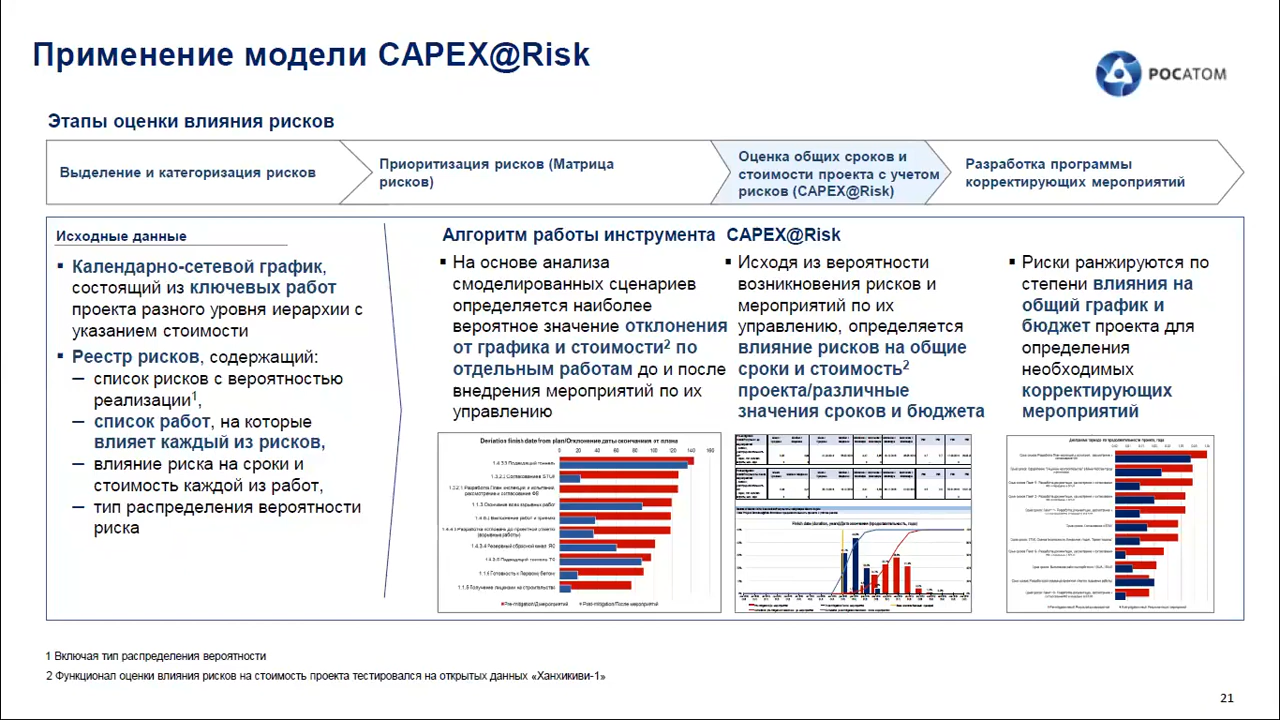 Применение модели CAPEX@Risk
РОСАТОМ
Этапы оценки влияния рисков
Выделение и категоризация рисков
Приоритизация рисков (Матрица
рисков)
Оценка общих сроков и
стоимости проекта с учетом
рисков (CAPEX@Risk)
Разработка программы
корректирующих мероприятий
Исходные данные
▪ Календарно-сетевой график,
состоящий из ключевых работ
проекта разного уровня иерархии с
указанием стоимости
▪ Реестр рисков, содержащий:
– список рисков с вероятностью
реализации1,
– список работ, на которые
влияет каждый из рисков,
– влияние риска на сроки и
стоимость каждой из работ,
– тип распределения вероятности
риска
Алгоритм работы инструмента CAPEX@Risk
▪ На основе анализа
смоделированных сценариев
определяется наиболее
вероятное значение отклонения
от графика и стоимости2 по
отдельным работам до и после
внедрения мероприятий по их
управлению
▪ Исходя из вероятности
возникновения рисков и
мероприятий по их
управлению, определяется
влияние рисков на общие
сроки и стоимость2
проекта/различные
значения сроков и бюджета
▪ Риски ранжируются по
степени влияния на
общий график и
бюджет проекта для
определения
необходимых
корректирующих
мероприятий
Deviation finish date from plan/Отклонение даты окончания от плана
0 20 40 60 80 100 120 140 160
Pre-mitigation/До мероприятий Post-mitigation/После мероприятий
1 Включая тип распределения вероятности
2 Функционал оценки влияния рисков на стоимость проекта тестировался на открытых данных «Ханхикиви-1»
21